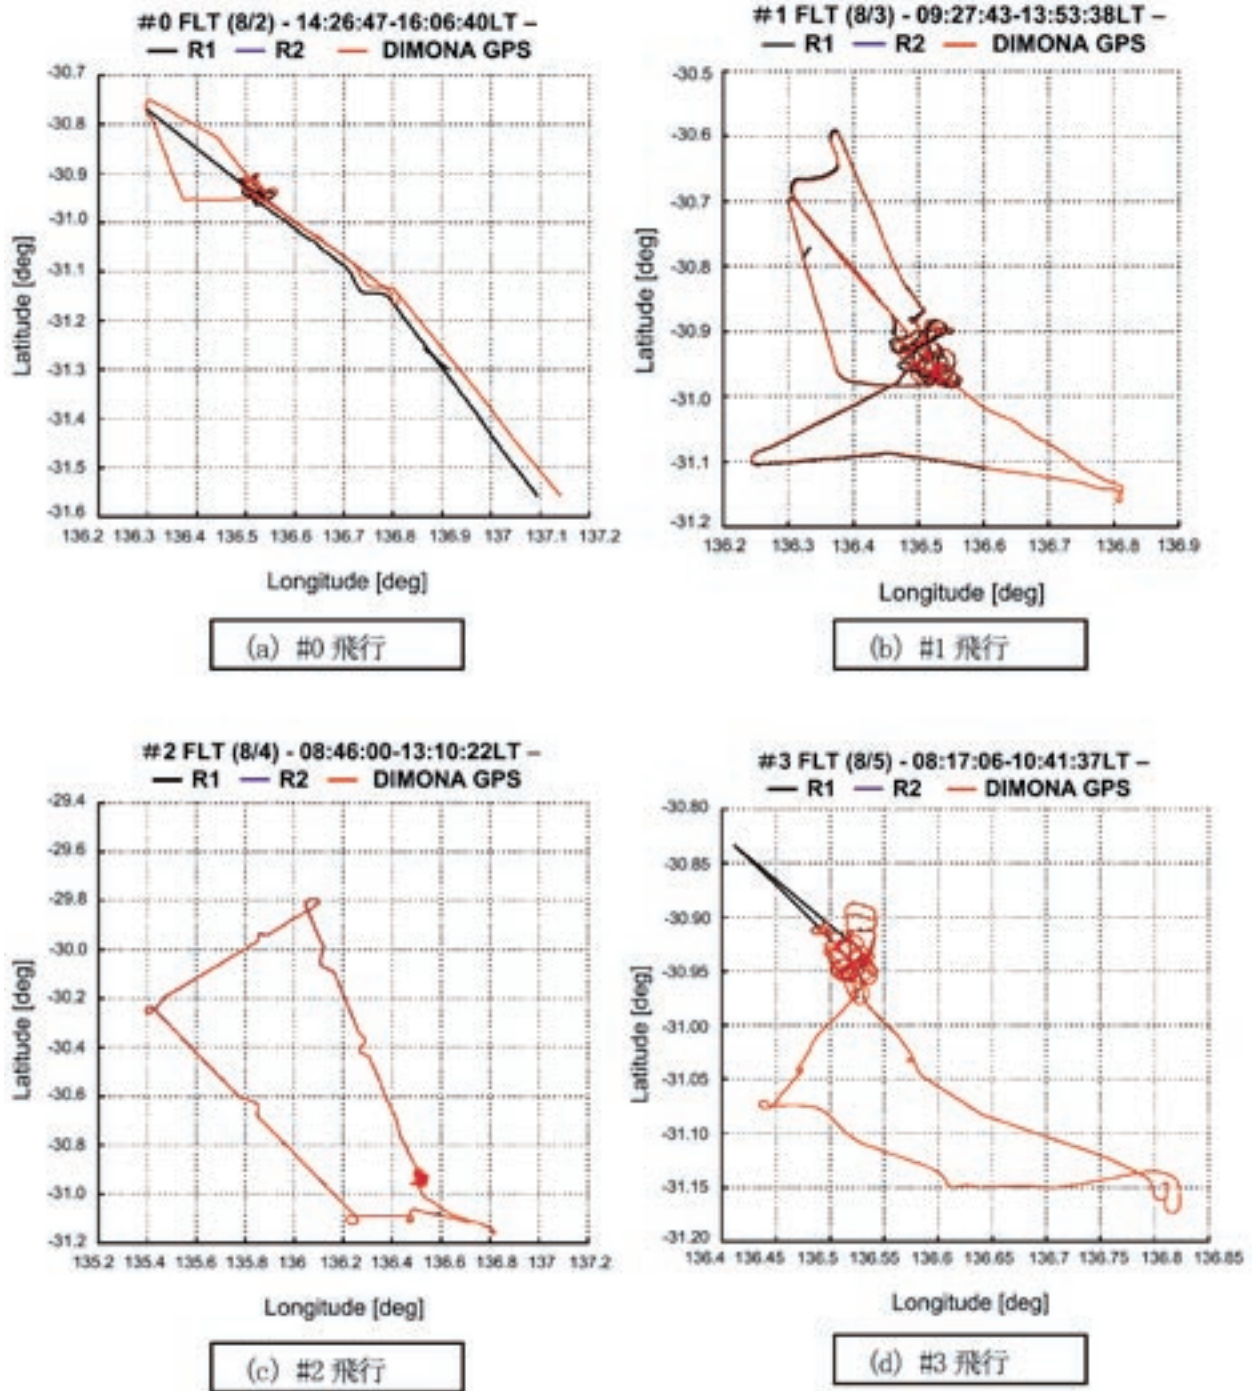 #0 FLT (8/2) - 14:26:47-16:06:40LT –
R1 R2 DIMONA GPS
-30.7
-30.8
-30.9
-31.0
-31.1
-31.2
-31.3
-31.4
-31.5
-31.6
Latitude [deg]
136.2 136.3 136.4 136.5 136.6 136.7 136.8 136.9 137 137.1 137.2
Longitude [deg]
(a) #0 飛行
#1 FLT (8/3) - 09:27:43-13:53:38LT –
R1 R2 DIMONA GPS
-30.5
-30.6
-30.7
-30.8
-30.9
-31.0
-31.1
-31.2
Latitude [deg]
136.2 136.3 136.4 136.5 136.6 136.7 136.8 136.9
Longitude [deg]
(b) #1 飛行
#2 FLT (8/4) - 08:46:00-13:10:22LT –
R1 R2 DIMONA GPS
-29.4
-29.6
-29.8
-30.0
-30.2
-30.4
-30.6
-30.8
-31.0
-31.2
Latitude [deg]
135.2 135.4 135.6 135.8 136 136.2 136.4 136.6 136.8 137 137.2
Longitude [deg]
(c) #2 飛行
#3 FLT (8/5) - 08:17:06-10:41:37LT –
R1 R2 DIMONA GPS
-30.80
-30.85
-30.90
-30.95
-31.00
-31.05
-31.10
-31.15
-31.20
Latitude [deg]
136.4 136.45 136.5 136.55 136.6 136.65 136.7 136.75 136.8 136.85
Longitude [deg]
(d) #3 飛行